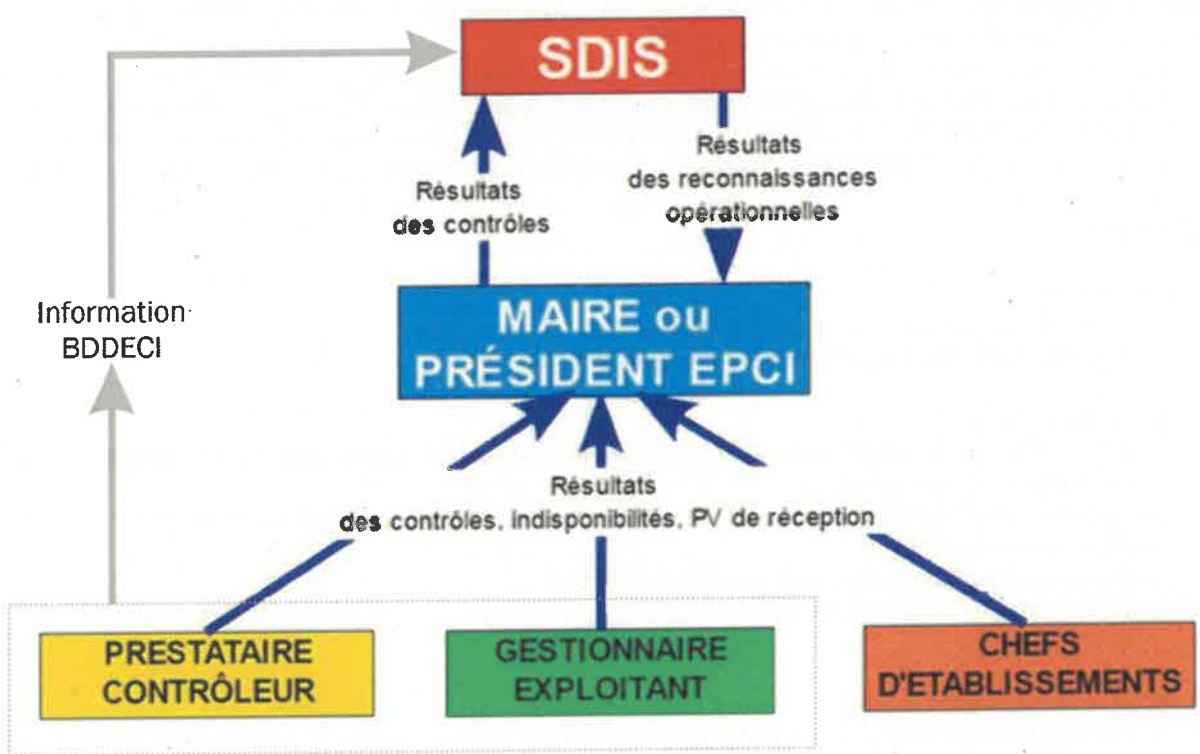 SDIS
Résultats
des reconnaissances
opérationnelles
Résultats
des contrôles
MAIRE ou
PRÉSIDENT EPCI
Information
BDDECI
Résultats
des contrôles, indisponibilités, PV de réception
PRESTATAIRE
CONTRÔLEUR
GESTIONNAIRE
EXPLOITANT
CHEFS
D'ETABLISSEMENTS